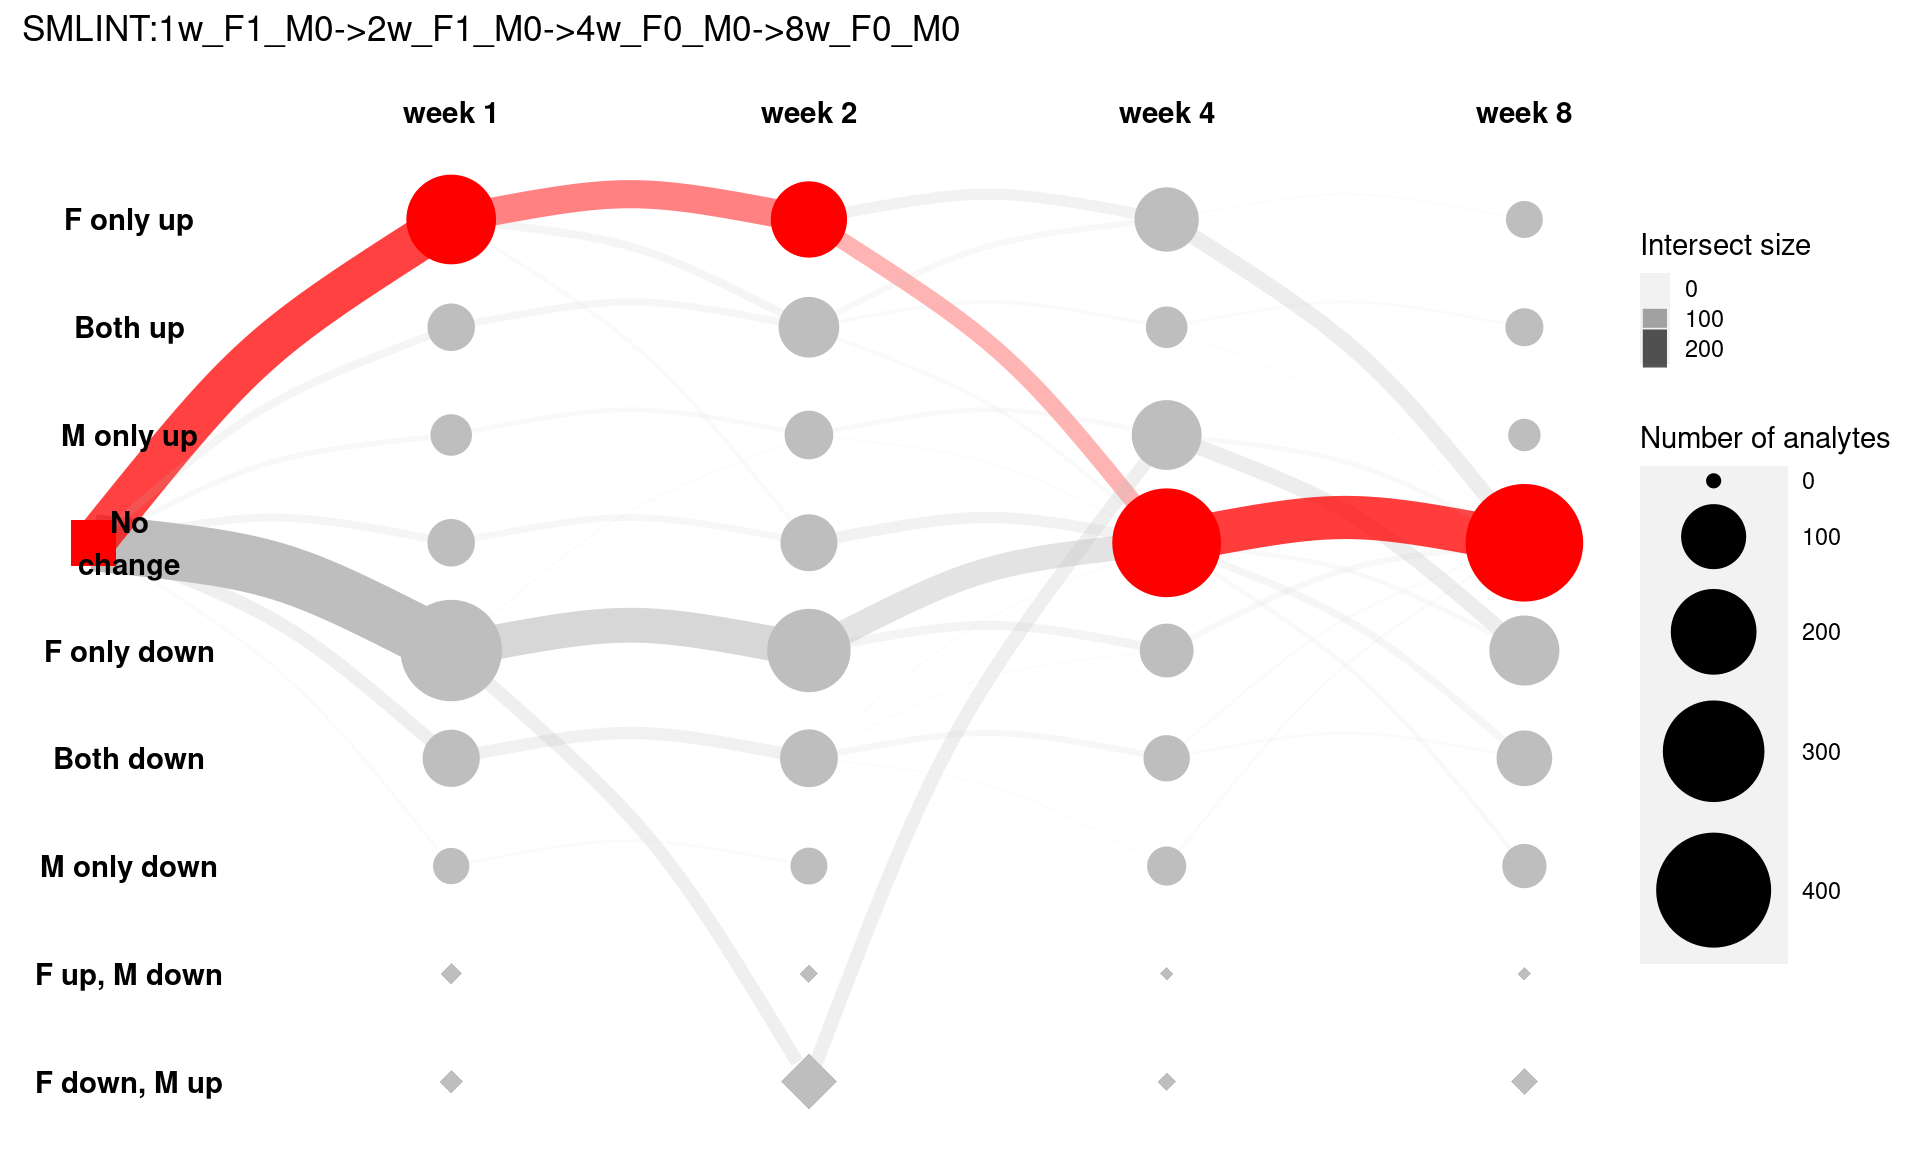 SMLINT:1w_F1_M0->2w_F1_M0->4w_F0_M0->8w_F0_M0
week 1
week 2
week 4
week 8
F only up
Both up
M only up
No
change
F only down
Both down
M only down
F up, M down
F down, M up
Intersect size
0
100
200
Number of analytes
0
100
200
300
400